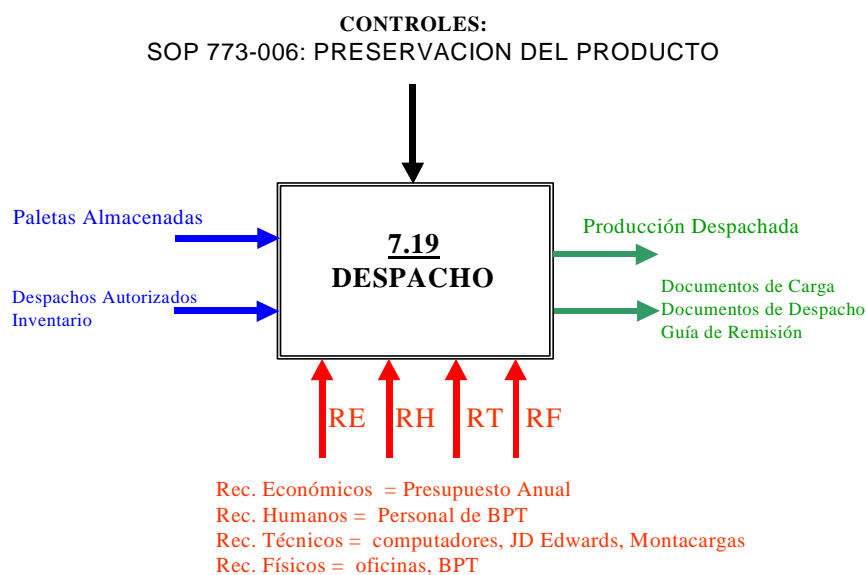 CONTROLES:
SOP 773-006: PRESERVACION DEL PRODUCTO
Paletas Almacenadas
Despachos Autorizados
Inventario
7.19
DESPACHO
Producción Despachada
Documentos de Carga
Documentos de Despacho
Guía de Remisión
RE RH RT RF
Rec. Económicos = Presupuesto Anual
Rec. Humanos = Personal de BPT
Rec. Técnicos = computadores, JD Edwards, Montacargas
Rec. Físicos = oficinas, BPT